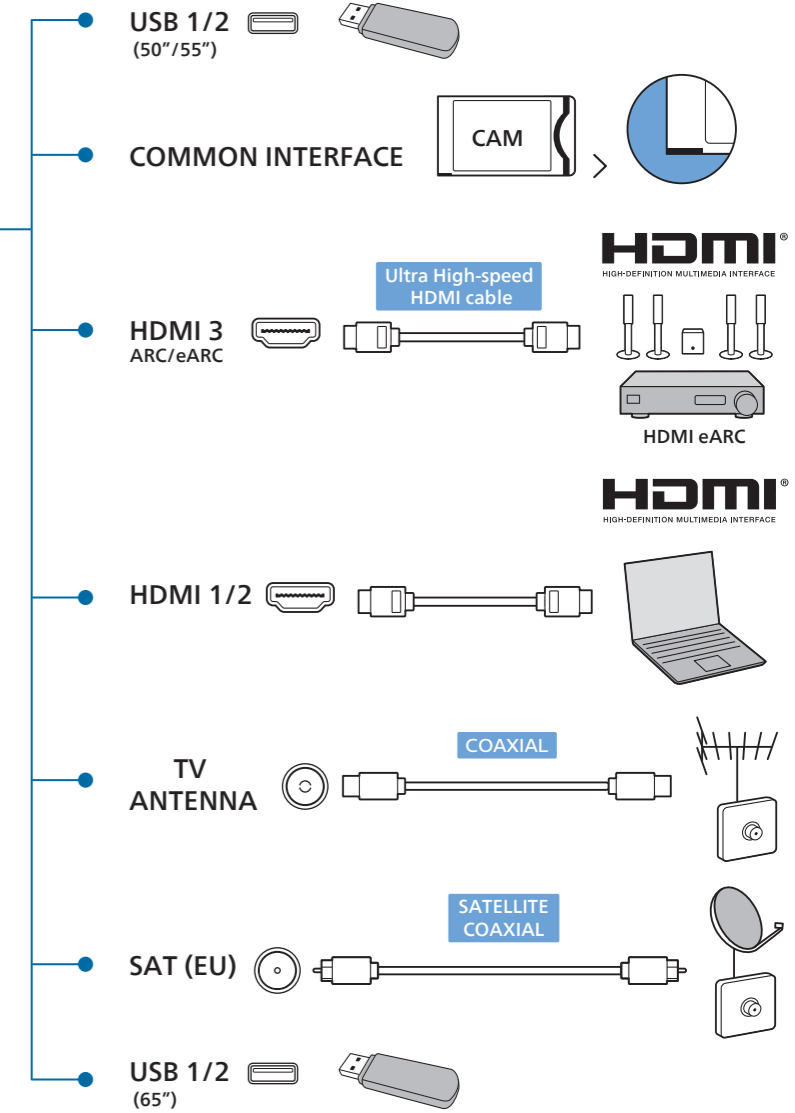 USB 1/2
(50”/55”)
COMMON INTERFACE
CAM
HDMI®
HIGH-DEFINITION MULTIMEDIA INTERFACE
Ultra High-speed
HDMI cable
HDMI 3
ARC/eARC
HDMI eARC
HDMI®
HIGH-DEFINITION MULTIMEDIA INTERFACE
HDMI 1/2
COAXIAL
TV
ANTENNA
SATELLITE
COAXIAL
SAT (EU)
USB 1/2
(65”)